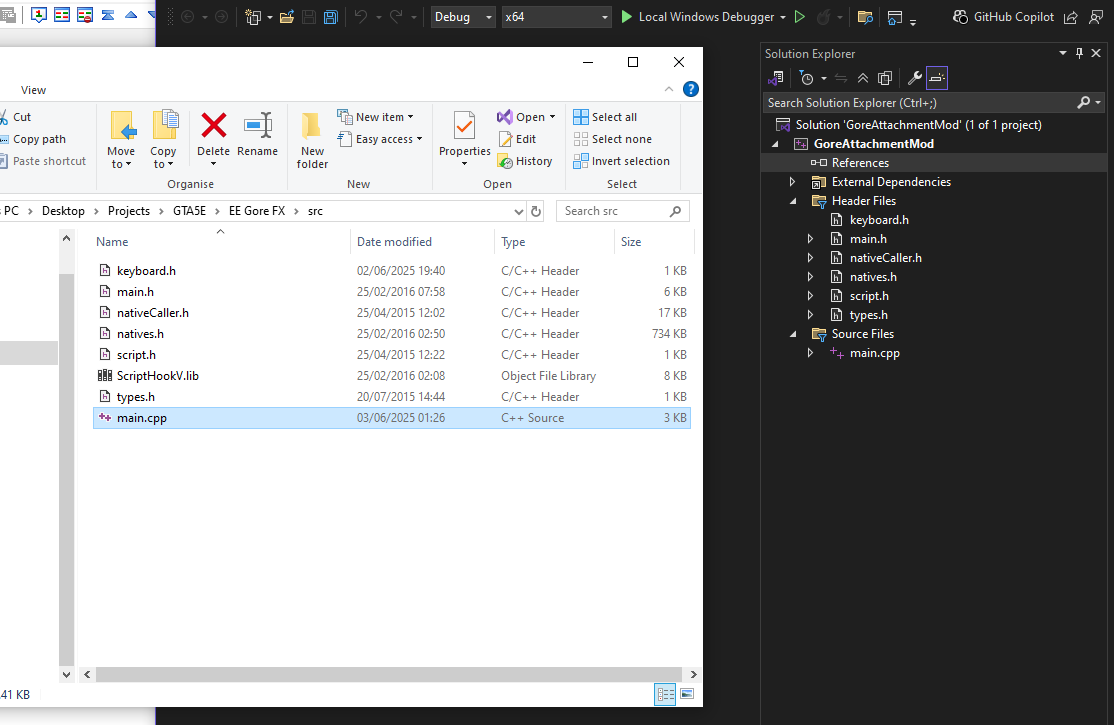 Debug
x64
Local Windows Debugger
GitHub Copilot
View
Cut
Copy path
Paste shortcut
Move to
Copy to
Delete
Rename
Organise
New folder
New item
Easy access
New
Properties
Open
Edit
History
Open
Select all
Select none
Invert selection
Select
PC > Desktop > Projects > GTA5E > EE Gore FX > src
Search src
Name Date modified Type Size
keyboard.h 02/06/2025 19:40 C/C++ Header 1 KB
main.h 25/02/2016 07:58 C/C++ Header 6 KB
nativeCaller.h 25/04/2015 12:02 C/C++ Header 17 KB
natives.h 25/02/2016 02:50 C/C++ Header 734 KB
script.h 25/04/2015 12:22 C/C++ Header 1 KB
ScriptHookV.lib 25/02/2016 02:08 Object File Library 8 KB
types.h 20/07/2015 14:44 C/C++ Header 1 KB
main.cpp 03/06/2025 01:26 C++ Source 3 KB
41 KB
Solution Explorer
Search Solution Explorer (Ctrl+;)
Solution 'GoreAttachmentMod' (1 of 1 project)
GoreAttachmentMod
References
External Dependencies
Header Files
keyboard.h
main.h
nativeCaller.h
natives.h
script.h
types.h
Source Files
main.cpp